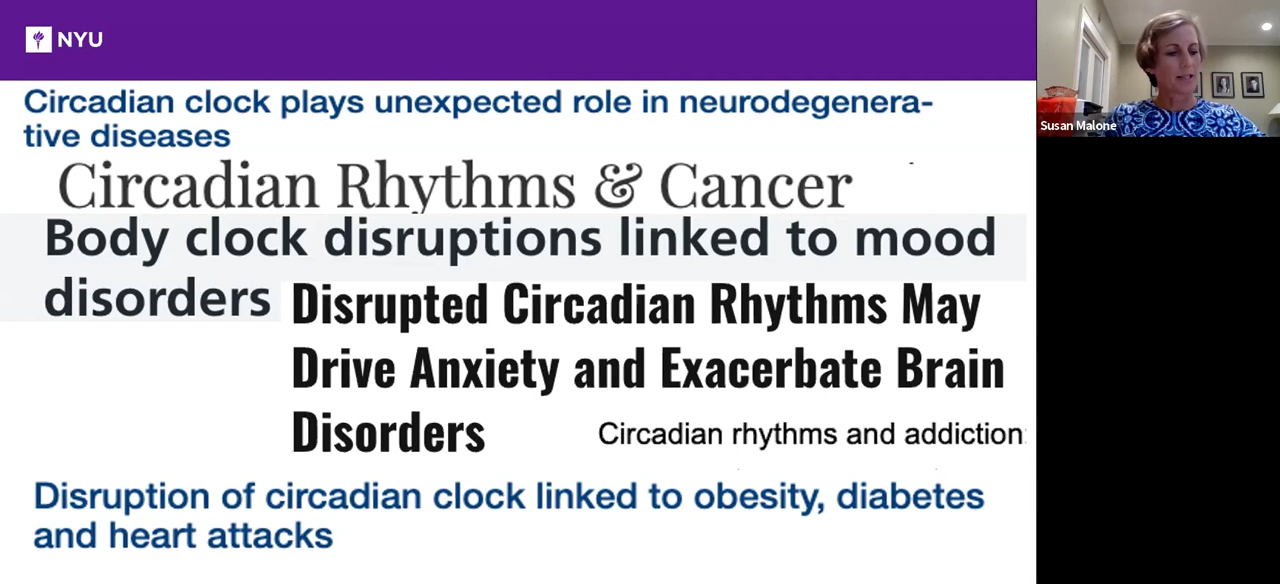 NYU
Circadian clock plays unexpected role in neurodegenera-
tive diseases
Circadian Rhythms & Cancer
Body clock disruptions linked to mood
disorders
Disrupted Circadian Rhythms May
Drive Anxiety and Exacerbate Brain
Disorders
Circadian rhythms and addiction:
Disruption of circadian clock linked to obesity, diabetes
and heart attacks
Susan Malone